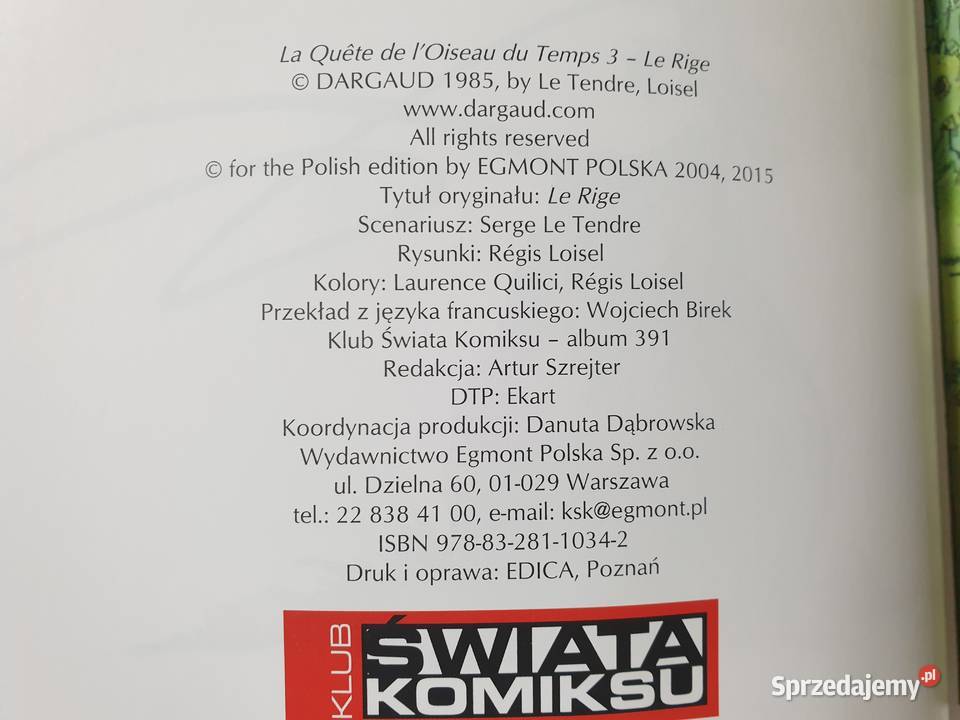 La Quête de l'Oiseau du Temps 3 – Le Rige
© DARGAUD 1985, by Le Tendre, Loisel
www.dargaud.com
All rights reserved
© for the Polish edition by EGMONT POLSKA 2004, 2015
Tytuł oryginału: Le Rige
Scenariusz: Serge Le Tendre
Rysunki: Régis Loisel
Kolory: Laurence Quilici, Régis Loisel
Przekład z języka francuskiego: Wojciech Birek
Klub Świata Komiksu – album 391
Redakcja: Artur Szrejter
DTP: Ekart
Koordynacja produkcji: Danuta Dąbrowska
Wydawnictwo Egmont Polska Sp. z o.o.
ul. Dzielna 60, 01-029 Warszawa
tel.: 22 838 41 00, e-mail: ksk@egmont.pl
ISBN 978-83-281-1034-2
Druk i oprawa: EDICA, Poznań
KLUB
ŚWIATA
KOMIKSU
Sprzedajemy.pl